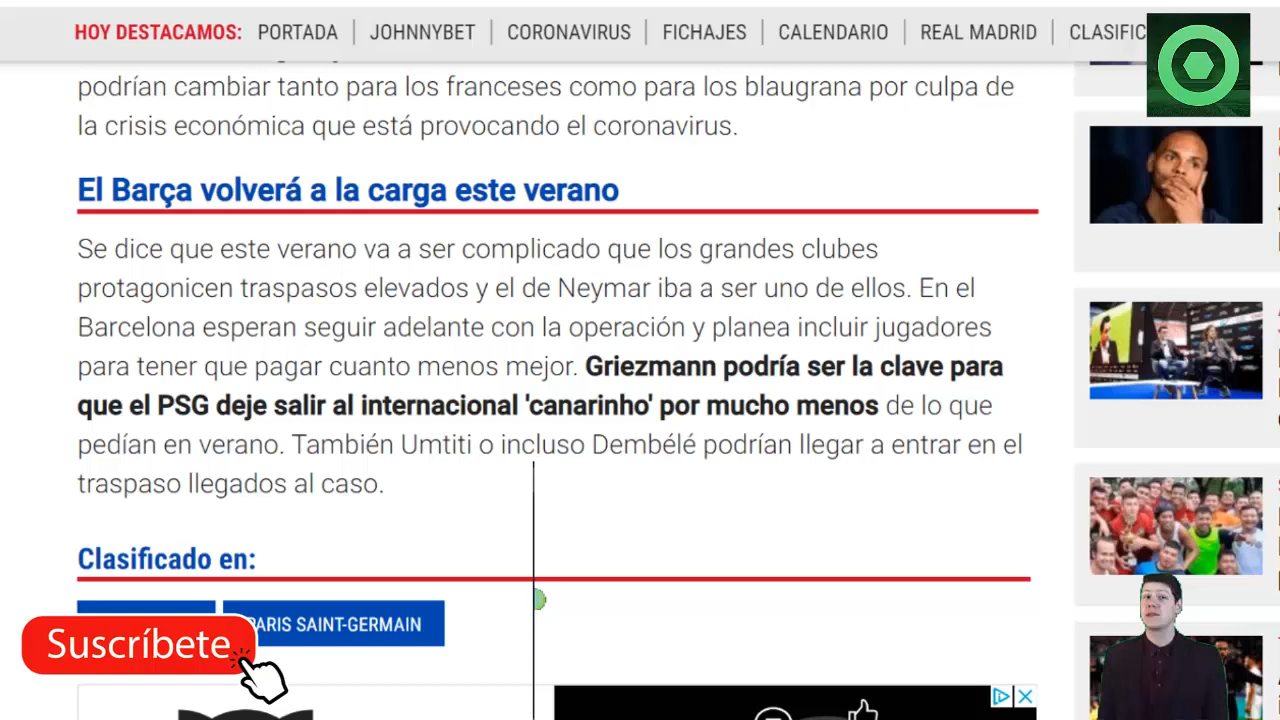 HOY DESTACAMOS: PORTADA JOHNNYBET CORONAVIRUS FICHAJES CALENDARIO REAL MADRID
podrían cambiar tanto para los franceses como para los blaugrana por culpa de
la crisis económica que está provocando el coronavirus.
El Barça volverá a la carga este verano
Se dice que este verano va a ser complicado que los grandes clubes
protagonicen traspasos elevados y el de Neymar iba a ser uno de ellos. En el
Barcelona esperan seguir adelante con la operación y planea incluir jugadores
para tener que pagar cuanto menos mejor. Griezmann podría ser la clave para
que el PSG deje salir al internacional 'canarinho' por mucho menos de lo que
pedían en verano. También Umtiti o incluso Dembélé podrían llegar a entrar en el
traspaso llegados al caso.
Clasificado en:
PARIS SAINT-GERMAIN
Suscríbete